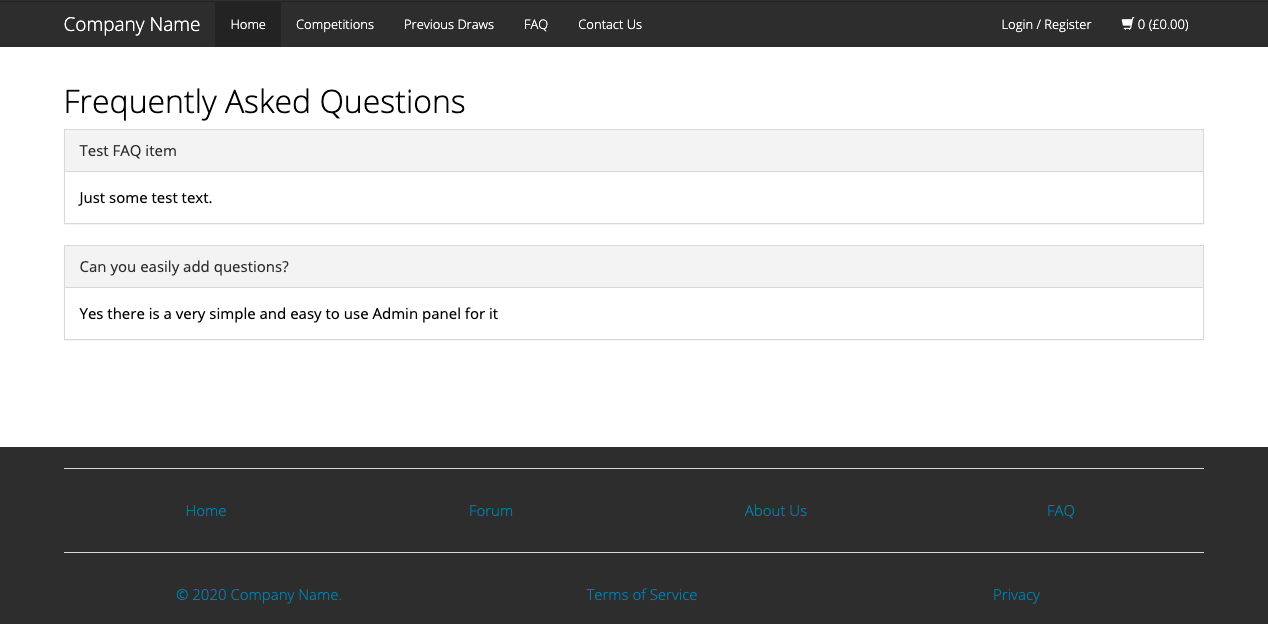 Company Name Home Competitions Previous Draws FAQ Contact Us Login / Register 0 (£0.00)
Frequently Asked Questions
Test FAQ item
Just some test text.
Can you easily add questions?
Yes there is a very simple and easy to use Admin panel for it
Home Forum About Us FAQ
© 2020 Company Name. Terms of Service Privacy